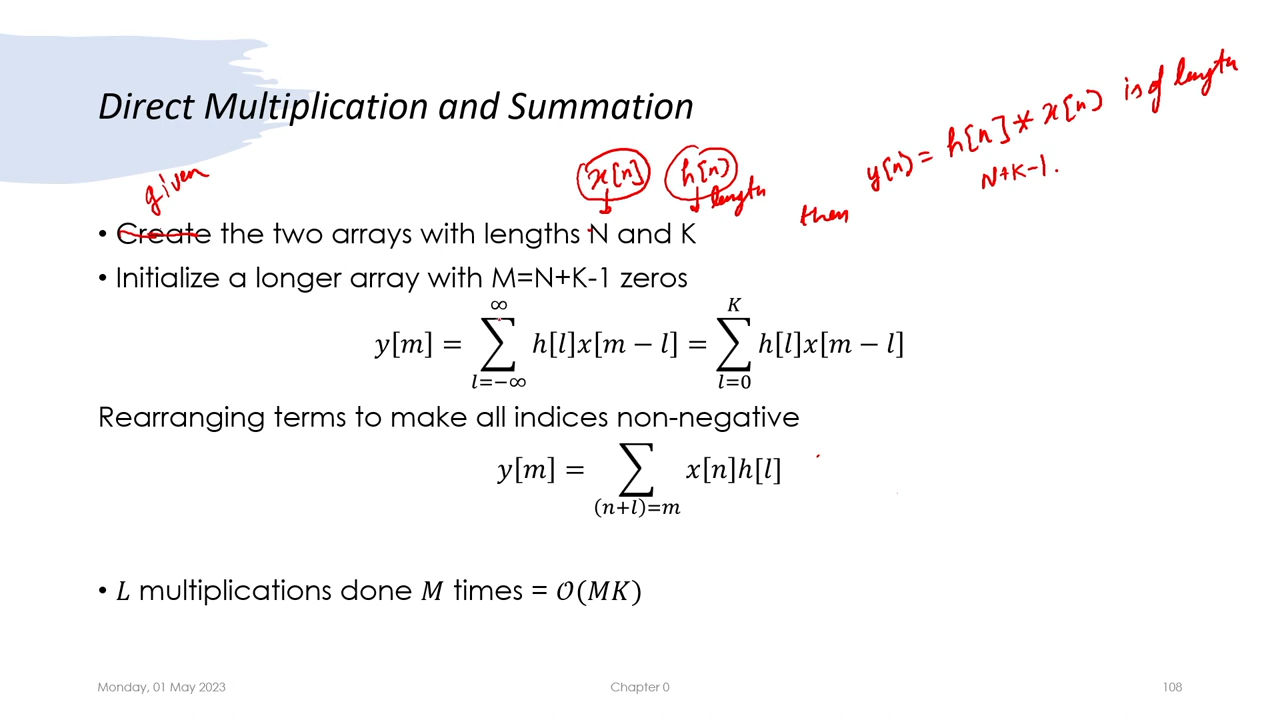 Direct Multiplication and Summation
y[n] = h[n] * x[n] is of length
N+K-1.
given
x[n] h[n]
length
then
• Create the two arrays with lengths N and K
• Initialize a longer array with M=N+K-1 zeros
y[m] = ∑_{l=-∞}^{∞} h[l]x[m − l] = ∑_{l=0}^{K} h[l]x[m − l]
Rearranging terms to make all indices non-negative
y[m] = ∑_{(n+l)=m} x[n]h[l]
• L multiplications done M times = 𝒪(MK)
Monday, 01 May 2023 Chapter 0 108